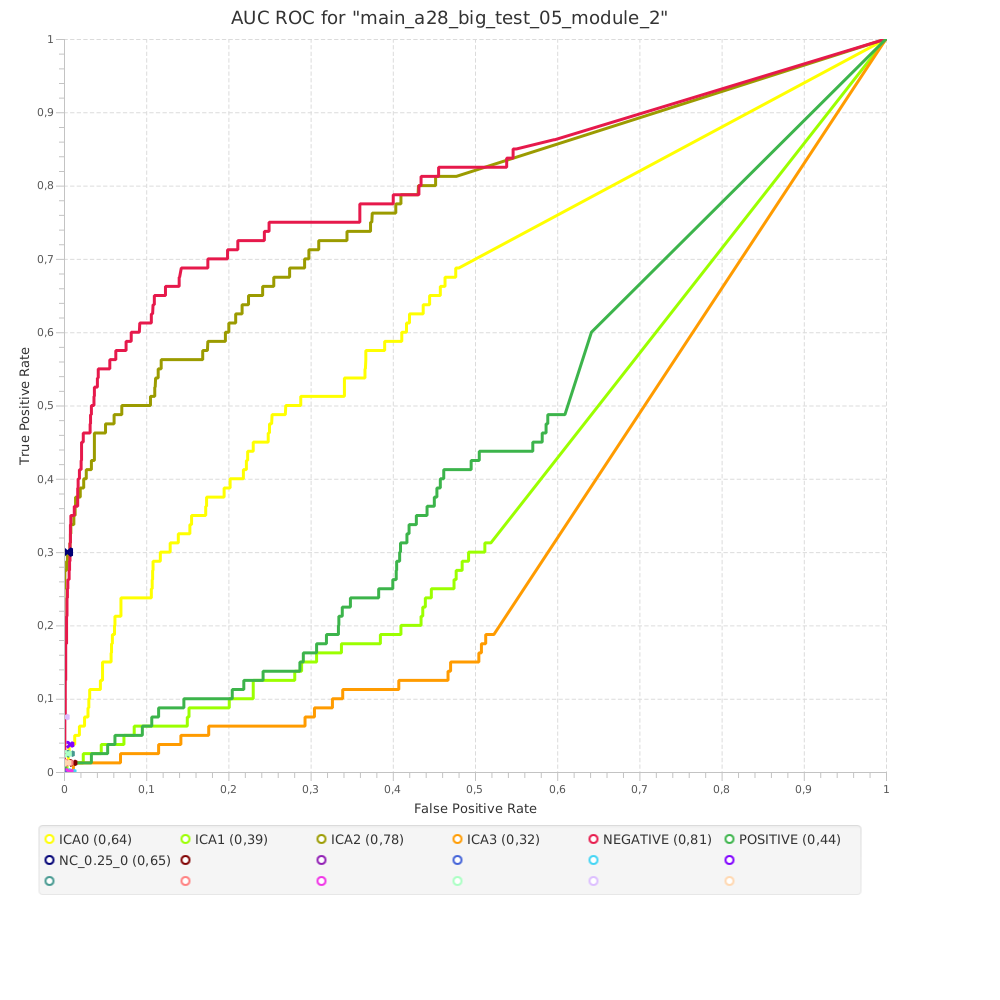 AUC ROC for "main_a28_big_test_05_module_2"
1
0,9
0,8
0,7
0,6
0,5
0,4
0,3
0,2
0,1
0
True Positive Rate
0 0,1 0,2 0,3 0,4 0,5 0,6 0,7 0,8 0,9 1
False Positive Rate
ICA0 (0,64) ICA1 (0,39) ICA2 (0,78) ICA3 (0,32) NEGATIVE (0,81) POSITIVE (0,44)
NC_0.25_0 (0,65)